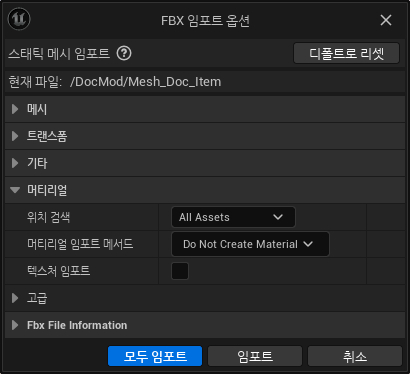 FBX 임포트 옵션
스태틱 메시 임포트 ? 디폴트로 리셋
현재 파일: /DocMod/Mesh_Doc_Item
메시
트랜스폼
기타
머티리얼
위치 검색 All Assets
머티리얼 임포트 메서드 Do Not Create Material
텍스처 임포트
고급
Fbx File Information
모두 임포트 임포트 취소